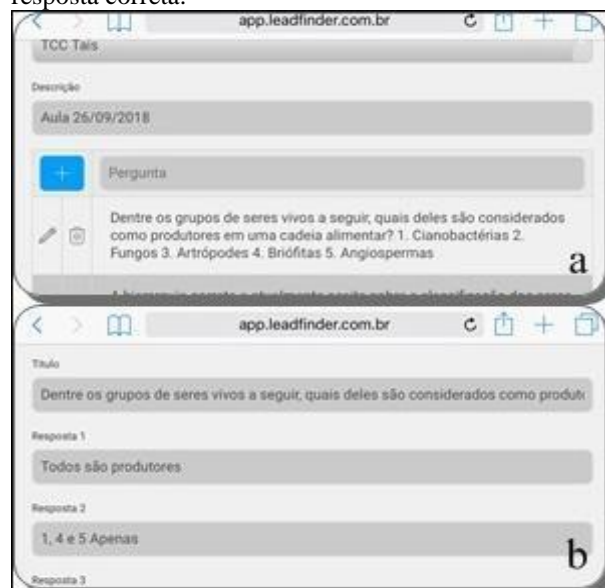 resposta correta.
app.leadfinder.com.br
TCC Tais
Descrição
Aula 26/09/2018
+
Pergunta
Dentre os grupos de seres vivos a seguir, quais deles são considerados
como produtores em uma cadeia alimentar? 1. Cianobactérias 2.
Fungos 3. Artrópodes 4. Briófitas 5. Angiospermas
a
app.leadfinder.com.br
Título
Dentre os grupos de seres vivos a seguir, quais deles são considerados como produt
Resposta 1
Todos são produtores
Resposta 2
1, 4 e 5 Apenas
b
Resposta 3